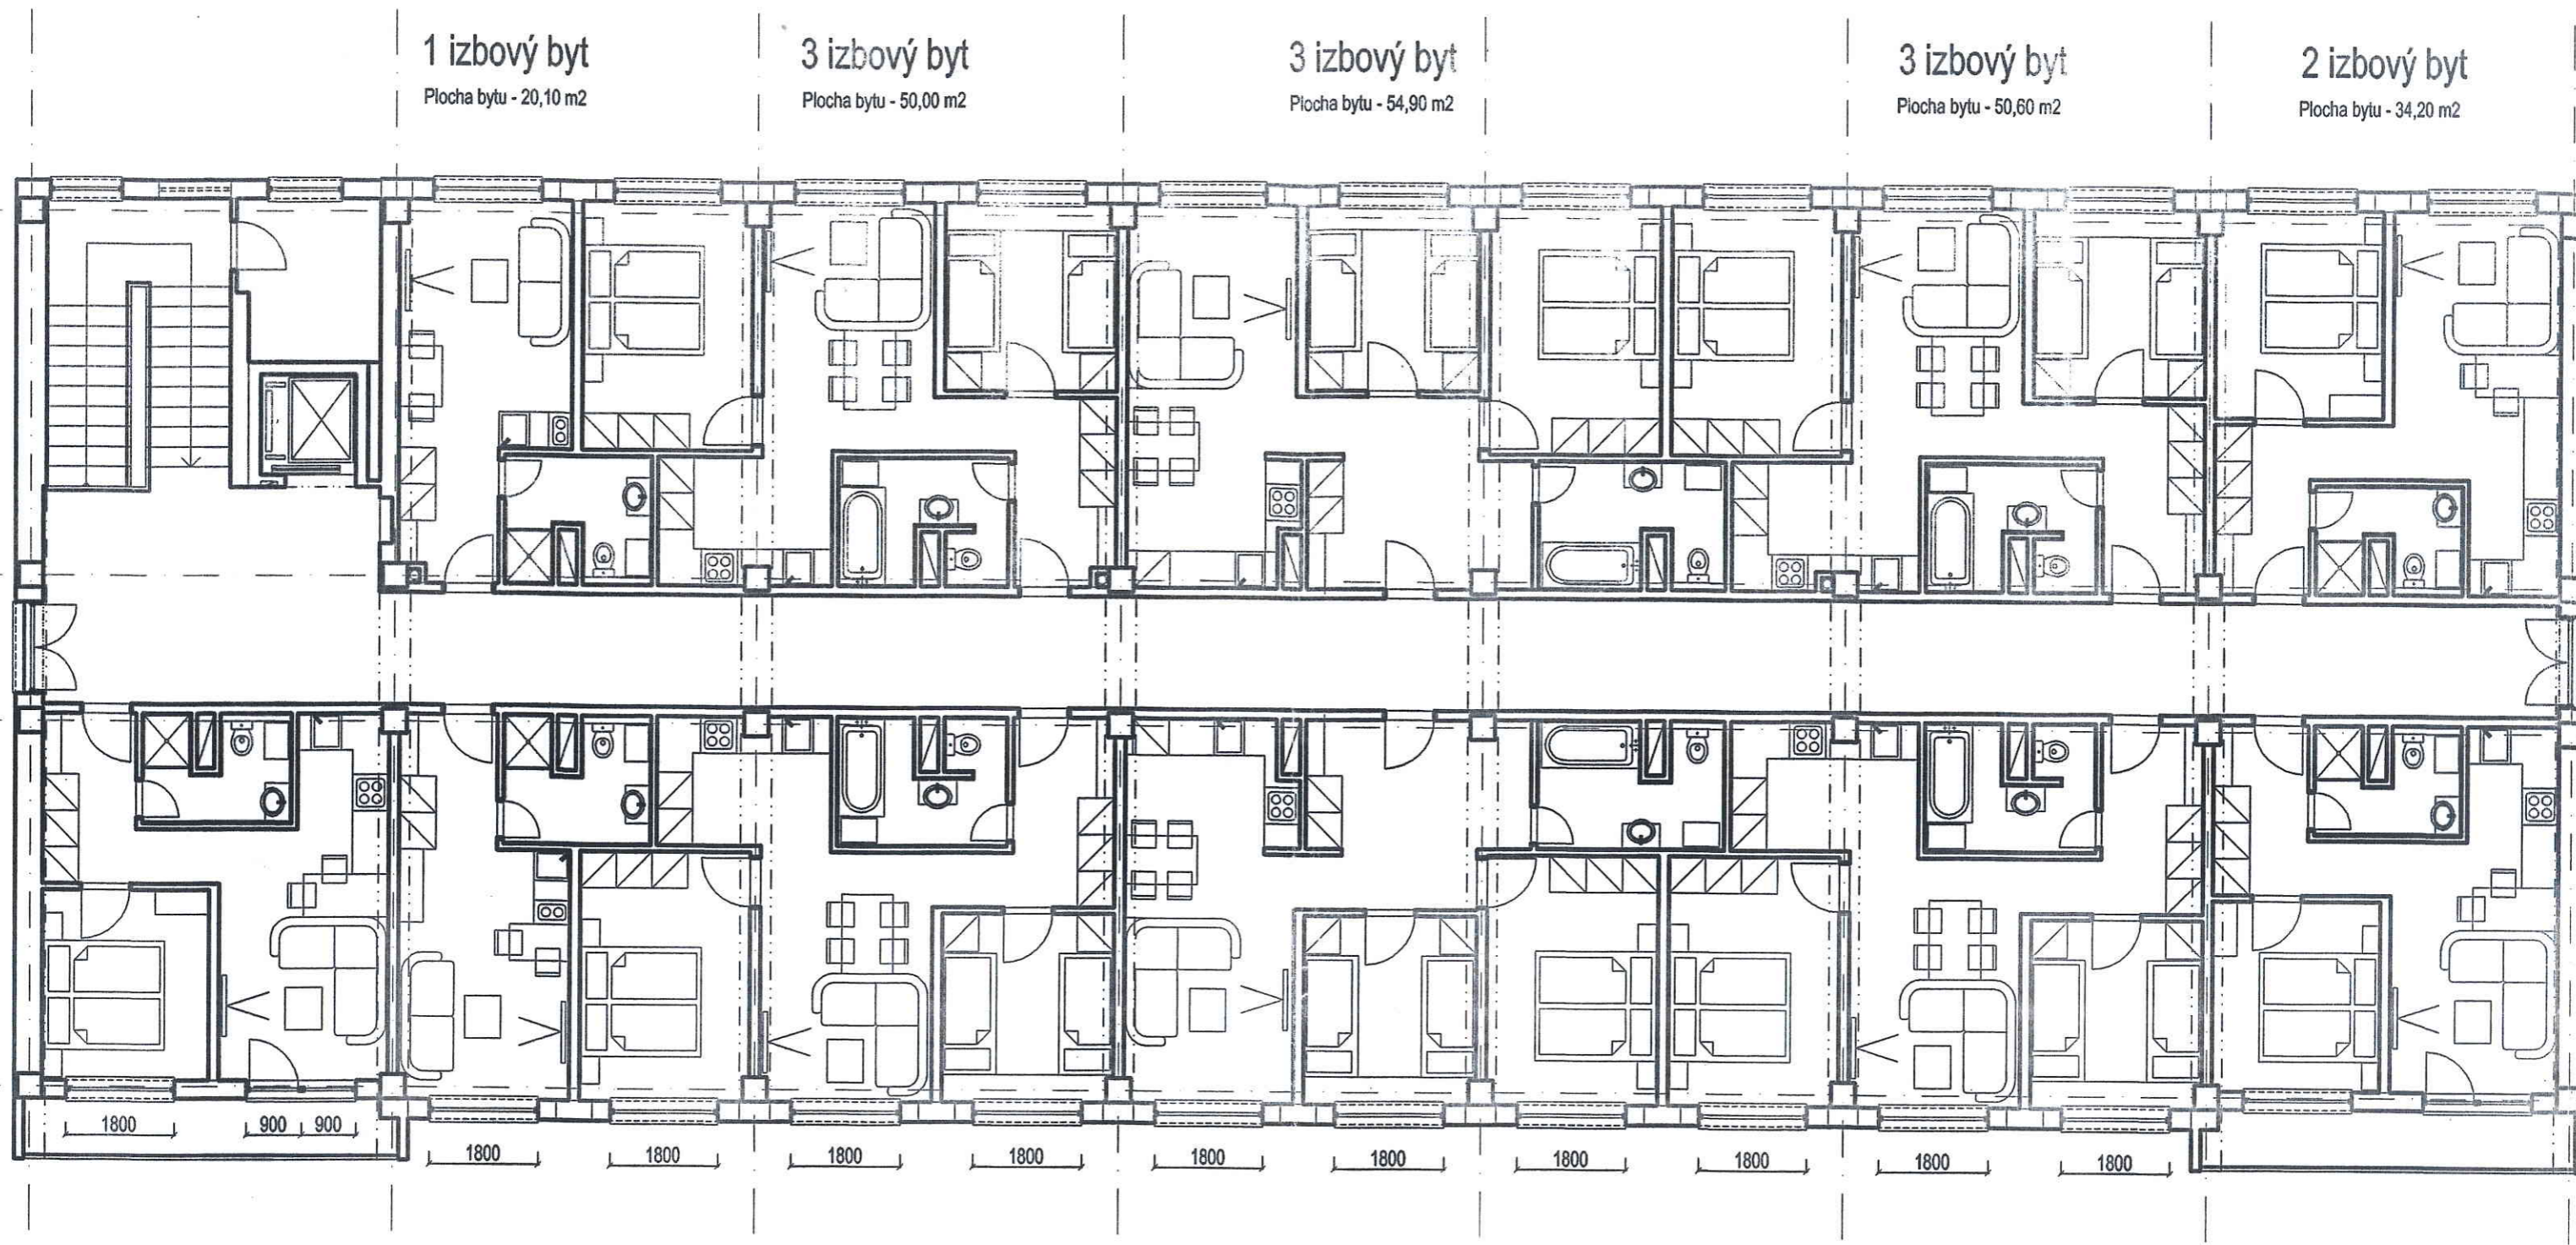 1 izbový byt
Plocha bytu - 20,10 m2
3 izbový byt
Plocha bytu - 50,00 m2
3 izbový byt
Plocha bytu - 54,90 m2
3 izbový byt
Plocha bytu - 50,60 m2
2 izbový byt
Plocha bytu - 34,20 m2
1800
900
900
1800
1800
1800
1800
1800
1800
1800
1800
1800
1800